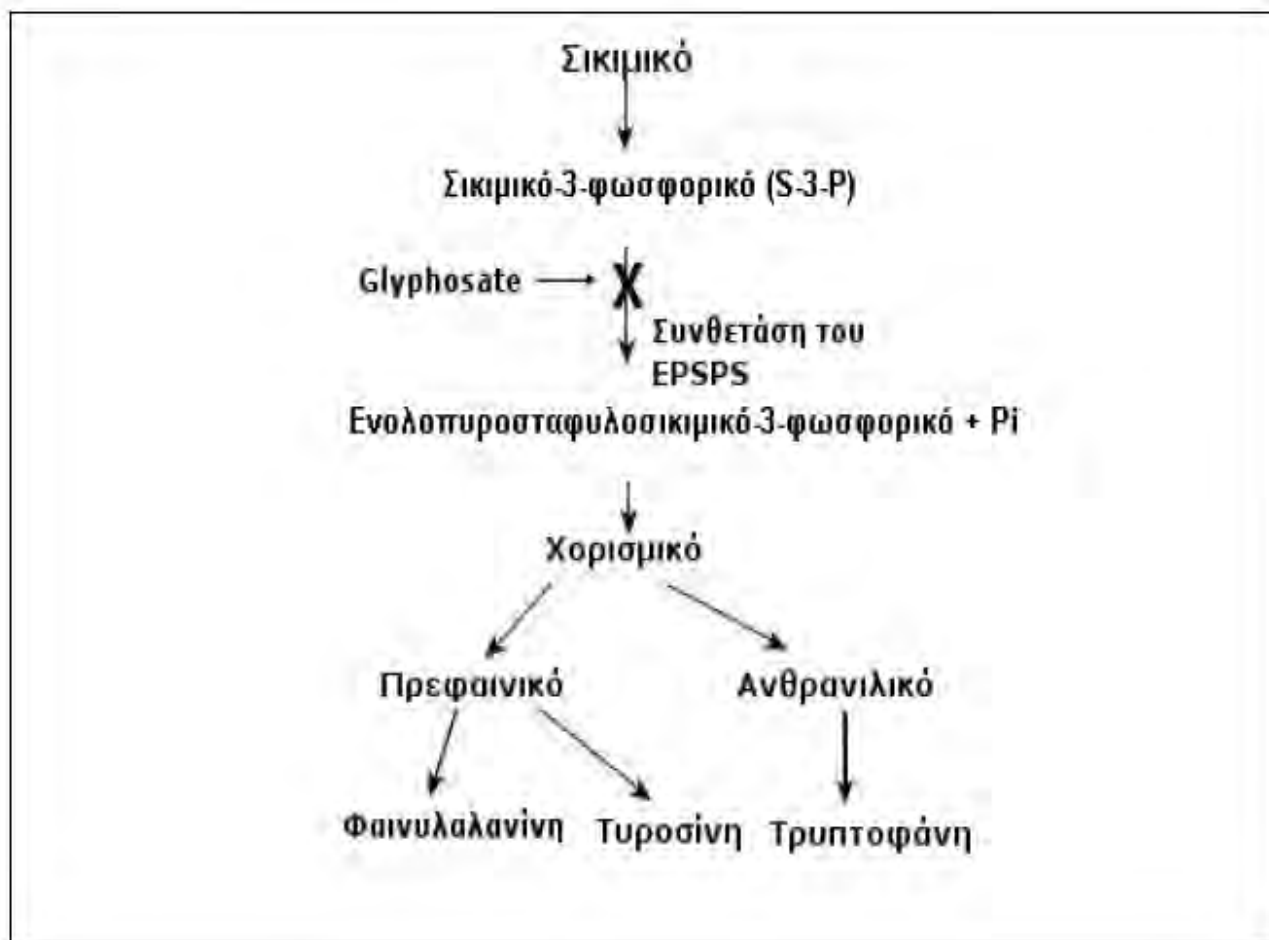 Σικιμικό
Σικιμικό-3-φωσφορικό (S-3-P)
Glyphosate
X
Συνθετάση του
EPSPS
Ενολοπυροσταφυλοσικιμικό-3-φωσφορικό + Pi
Χορισμικό
Πρεφαινικό Ανθρανιλικό
Φαινυλαλανίνη Τυροσίνη Τρυπτοφάνη